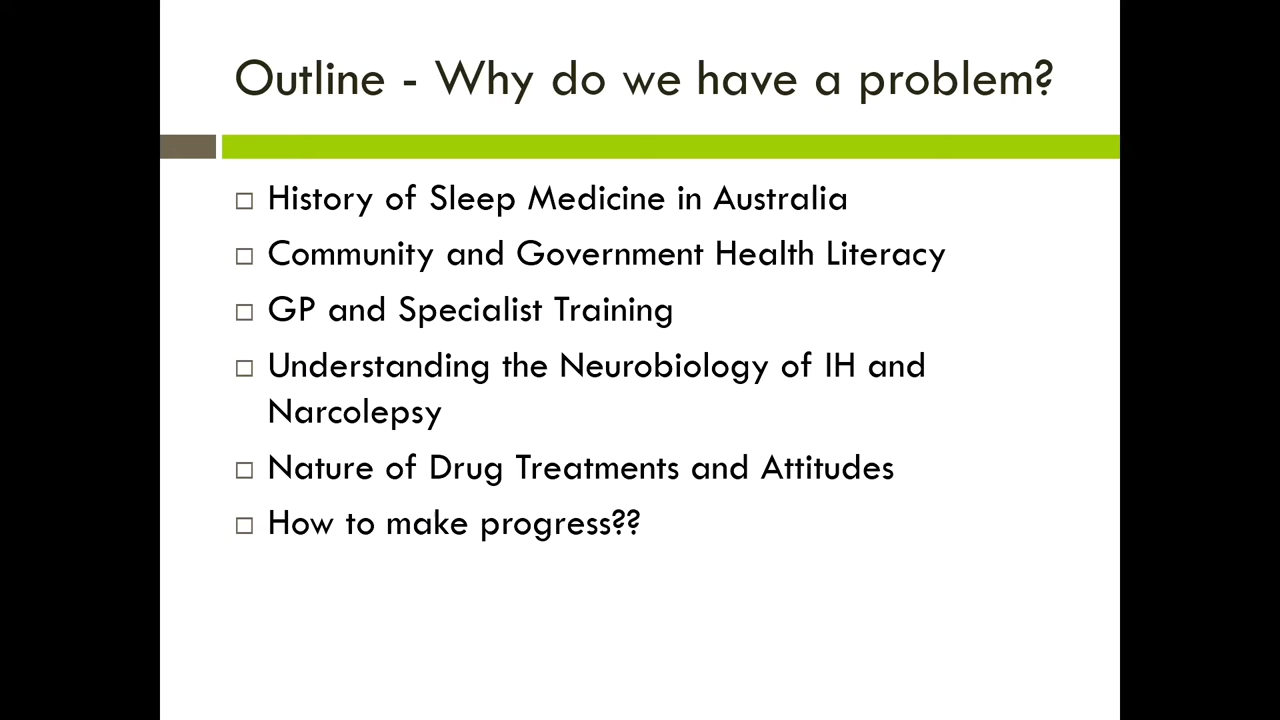 Outline - Why do we have a problem?
History of Sleep Medicine in Australia
Community and Government Health Literacy
GP and Specialist Training
Understanding the Neurobiology of IH and
Narcolepsy
Nature of Drug Treatments and Attitudes
How to make progress??